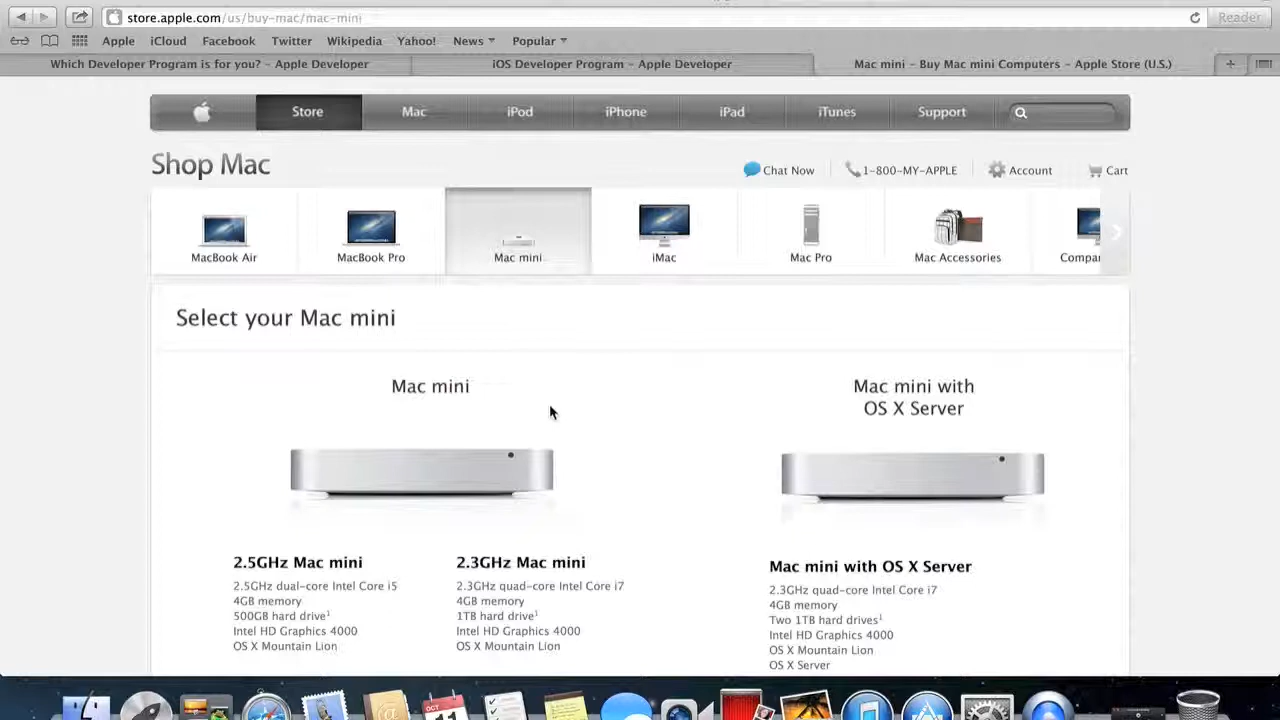 store.apple.com/us/buy-mac/mac-mini
Reader
Apple iCloud Facebook Twitter Wikipedia Yahoo! News Popular
Which Developer Program is for you? – Apple Developer
iOS Developer Program – Apple Developer
Mac mini – Buy Mac mini Computers – Apple Store (U.S.)
Store Mac iPod iPhone iPad iTunes Support
Shop Mac
Chat Now 1-800-MY-APPLE Account Cart
MacBook Air MacBook Pro Mac mini iMac Mac Pro Mac Accessories Compar
Select your Mac mini
Mac mini
Mac mini with
OS X Server
2.5GHz Mac mini
2.5GHz dual-core Intel Core i5
4GB memory
500GB hard drive¹
Intel HD Graphics 4000
OS X Mountain Lion
2.3GHz Mac mini
2.3GHz quad-core Intel Core i7
4GB memory
1TB hard drive¹
Intel HD Graphics 4000
OS X Mountain Lion
Mac mini with OS X Server
2.3GHz quad-core Intel Core i7
4GB memory
Two 1TB hard drives¹
Intel HD Graphics 4000
OS X Mountain Lion
OS X Server
OCT